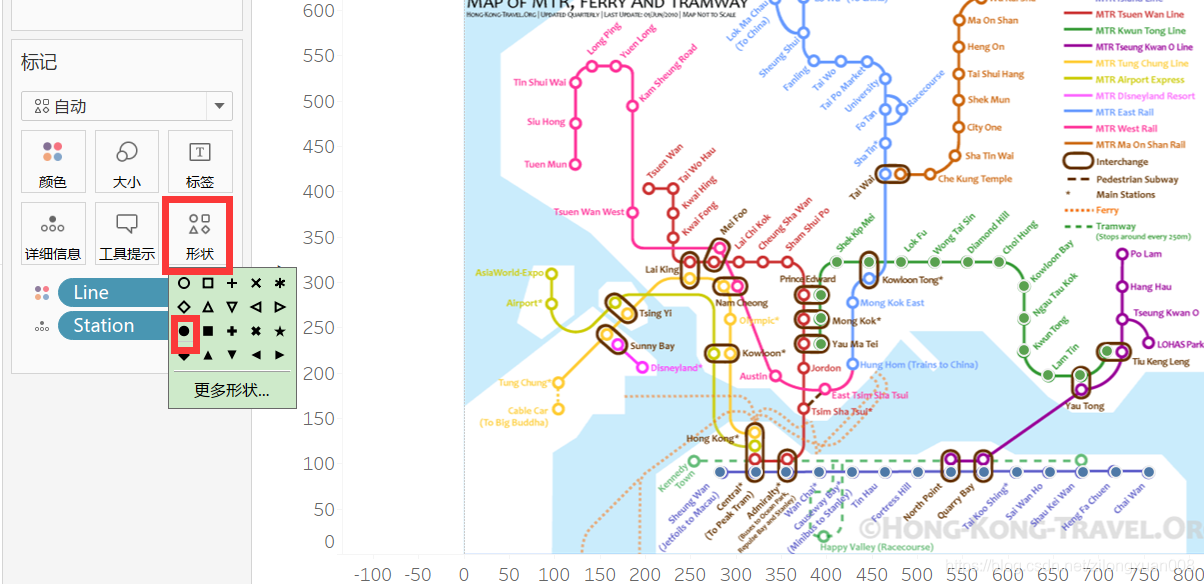 标记
自动
颜色
大小
标签
详细信息
工具提示
形状
Line
Station
更多形状...
600
550
500
450
400
350
300
250
200
150
100
50
0
-100
-50
0
50
100
150
200
250
300
350
400
450
500
550
600
650
700
750
MAP OF MTR, FERRY AND TRAMWAY
HONG-KONG-TRAVEL.ORG | UPDATED QUARTERLY | LAST UPDATE: 05JUN2010 | MAP NOT TO SCALE
Lok Ma Chau
(To China)
Sheung Shui
Fanling
Tai Wo
Tai Po Market
University
Racecourse
Fo Tan
Sha Tin*
Tai Wai
Ma On Shan
Heng On
Tai Shui Hang
Shek Mun
City One
Sha Tin Wai
Che Kung Temple
MTR Tsuen Wan Line
MTR Kwun Tong Line
MTR Tseung Kwan O Line
MTR Tung Chung Line
MTR Airport Express
MTR Disneyland Resort
MTR East Rail
MTR West Rail
MTR Ma On Shan Rail
Interchange
Pedestrian Subway
* Main Stations
Ferry
Tramway
(Stops around every 250m)
Long Ping
Yuen Long
Kam Sheung Road
Tin Shui Wai
Siu Hong
Tuen Mun
Tsuen Wan West
Tsuen Wan
Tai Wo Hau
Kwai Hing
Kwai Fong
Lai King
Mei Foo
Lai Chi Kok
Cheung Sha Wan
Sham Shui Po
Prince Edward
Shek Kip Mei
Kowloon Tong*
Lok Fu
Wong Tai Sin
Diamond Hill
Choi Hung
Kowloon Bay
Ngau Tau Kok
Kwun Tong
Lam Tin
Yau Tong
Po Lam
Hang Hau
Tseung Kwan O
LOHAS Park
Tiu Keng Leng
AsiaWorld-Expo
Airport*
Tsing Yi
Sunny Bay
Disneyland*
Tung Chung*
Cable Car
(To Big Buddha)
Nam Cheong
Olympic*
Kowloon*
Mong Kok*
Mong Kok East
Yau Ma Tei
Jordon
Hung Hom (Trains to China)
Austin
East Tsim Sha Tsui
Tsim Sha Tsui*
Hong Kong*
Kennedy
Town
Sheung Wan
(Jetfolls to Macau)
Central*
(To Peak Tram)
Admiralty*
(Buses to Ocean Park,
Repulse Bay and Stanley)
Wan Chai*
Causeway Bay*
(Minibus to Stanley)
Tin Hau
Fortress Hill
North Point
Quarry Bay
Tai Koo Shing*
Sai Wan Ho
Shau Kei Wan
Heng Fa Chuen
Chai Wan
Happy Valley (Racecourse)
©HONG-KONG-TRAVEL.OR